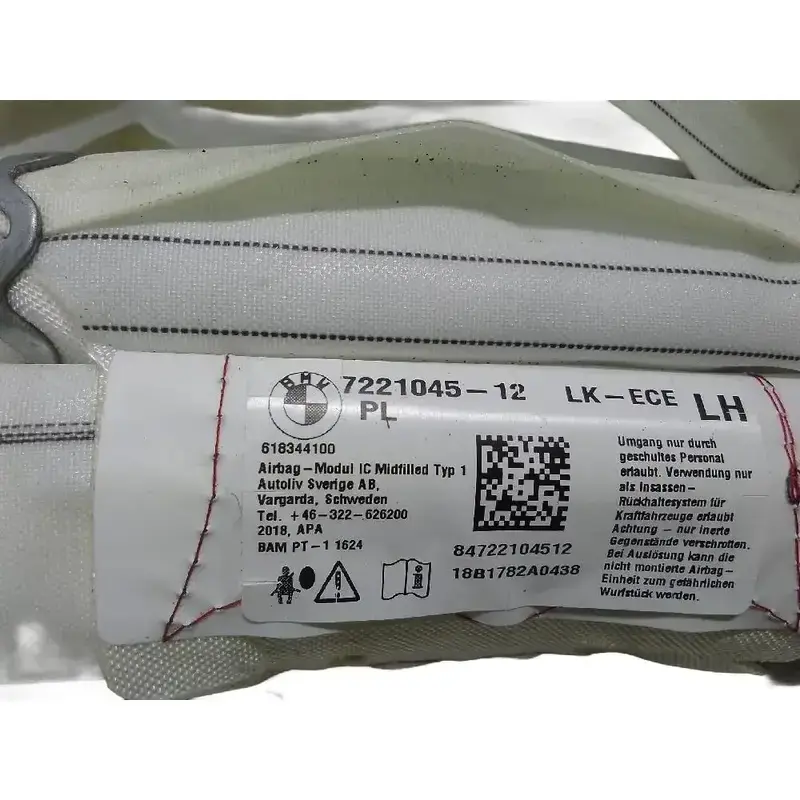 BMW
7221045-12 LK-ECE LH
PL
618344100
Airbag-Modul IC Midfilled Typ 1
Autoliv Sverige AB,
Vargarda, Schweden
Tel. +46-322-626200
2018, APA
BAM PT-1 1624
84722104512
18B1782A0438
Umgang nur durch
geschultes Personal
erlaubt. Verwendung nur
als Insassen-
Rückhaltesystem für
Kraftfahrzeuge erlaubt
Achtung - nur inerte
Gegenstände verschrotten.
Bei Auslösung kann die
nicht montierte Airbag-
Einheit zum gefährlichen
Wurfstück werden.